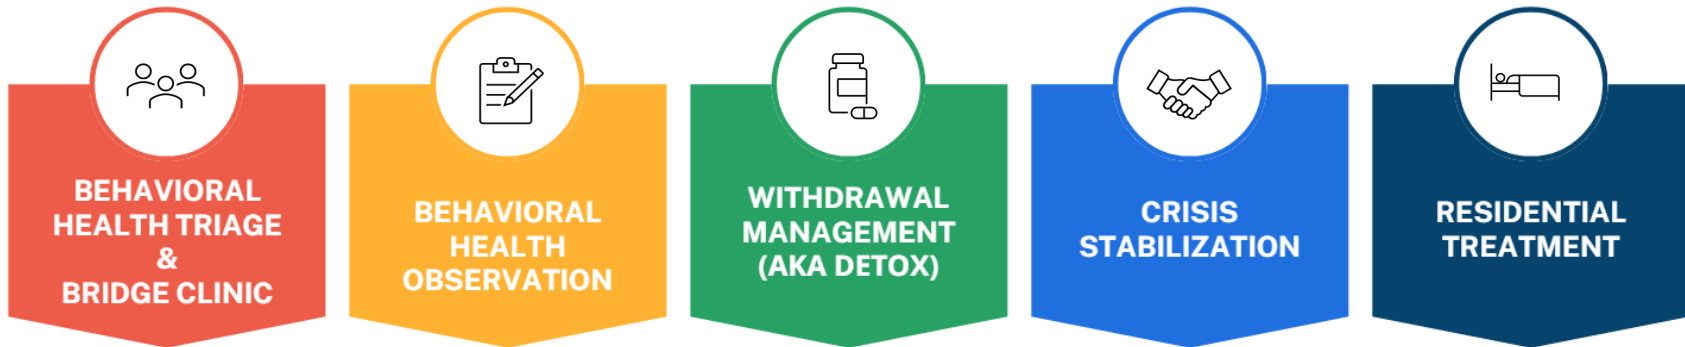 BEHAVIORAL
HEALTH TRIAGE
&
BRIDGE CLINIC
BEHAVIORAL
HEALTH
OBSERVATION
WITHDRAWAL
MANAGEMENT
(AKA DETOX)
CRISIS
STABILIZATION
RESIDENTIAL
TREATMENT